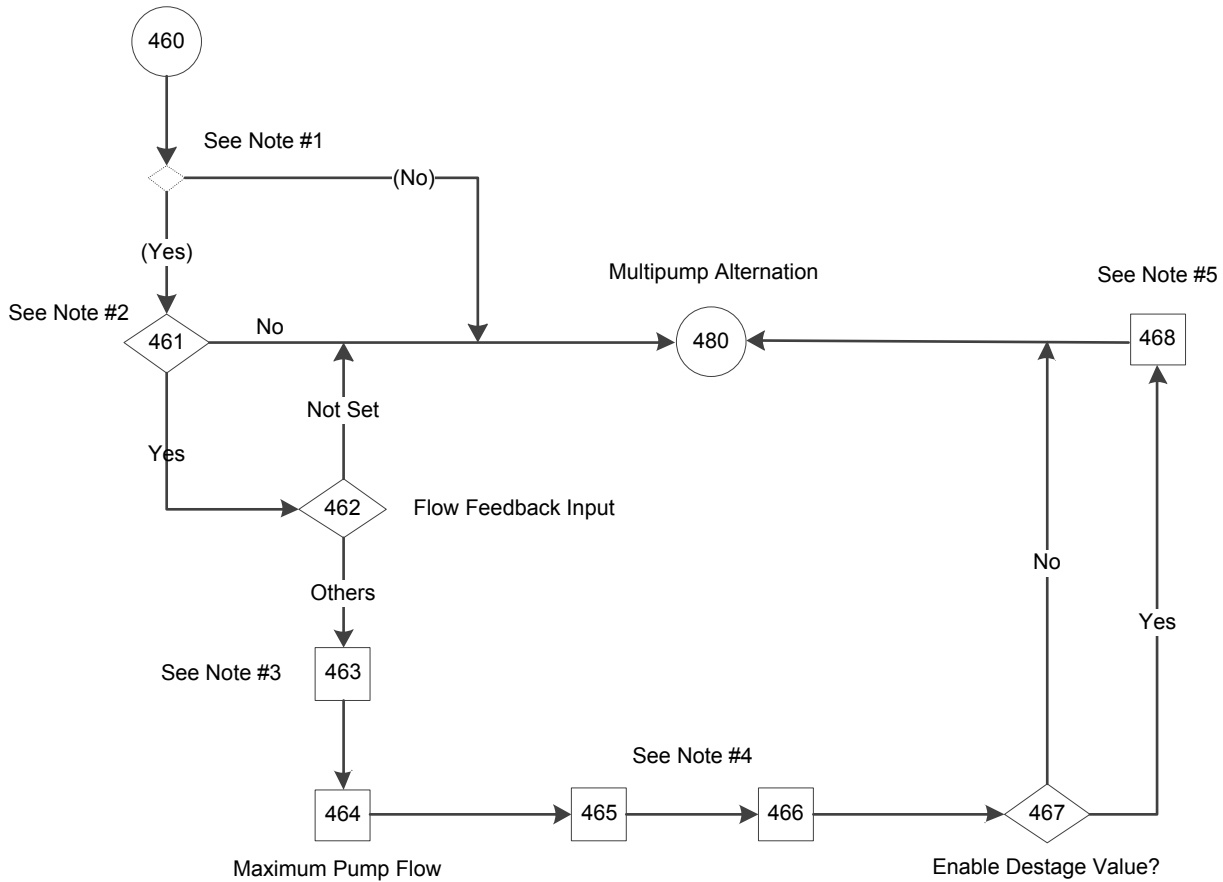 460
See Note #1
(No)
(Yes)
Multipump Alternation
See Note #5
See Note #2
461
No
480
468
Not Set
Yes
462
Flow Feedback Input
No
Others
Yes
See Note #3
463
See Note #4
464
465
466
467
Maximum Pump Flow
Enable Destage Value?